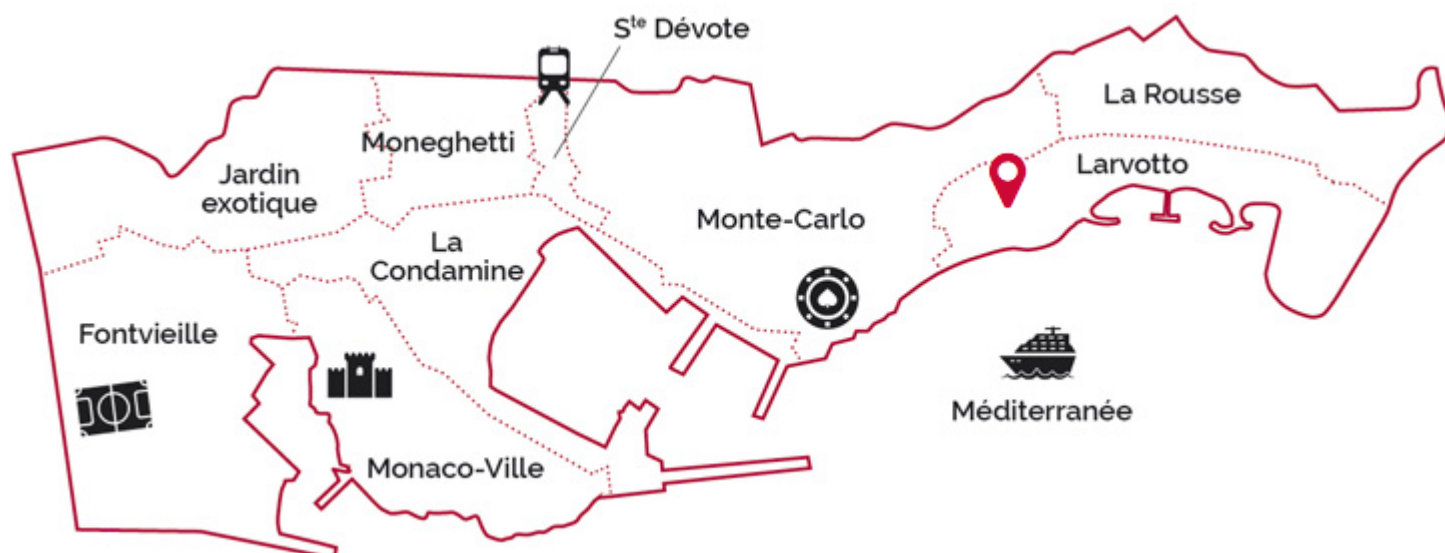 Sᵗᵉ Dévote
La Rousse
Moneghetti
Larvotto
Jardin
exotique
Monte-Carlo
La
Condamine
Fontvieille
Méditerranée
Monaco-Ville